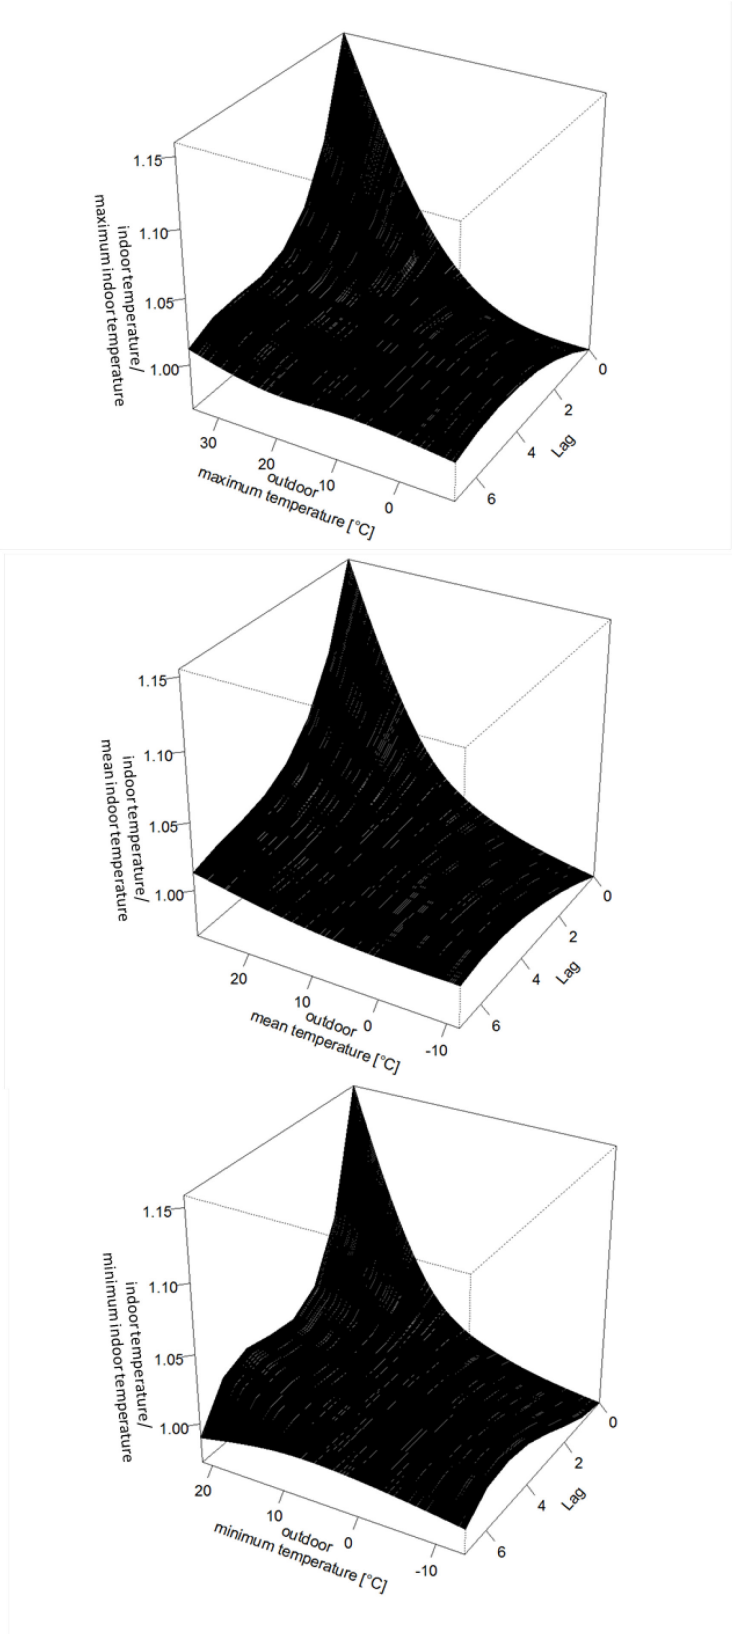 1.15
1.10
1.05
1.00
indoor temperature/
maximum indoor temperature
30
20
10
0
outdoor
maximum temperature [°C]
0
2
4
6
Lag
1.15
1.10
1.05
1.00
indoor temperature/
mean indoor temperature
20
10
0
-10
outdoor
mean temperature [°C]
0
2
4
6
Lag
1.15
1.10
1.05
1.00
indoor temperature/
minimum indoor temperature
20
10
0
-10
outdoor
minimum temperature [°C]
0
2
4
6
Lag